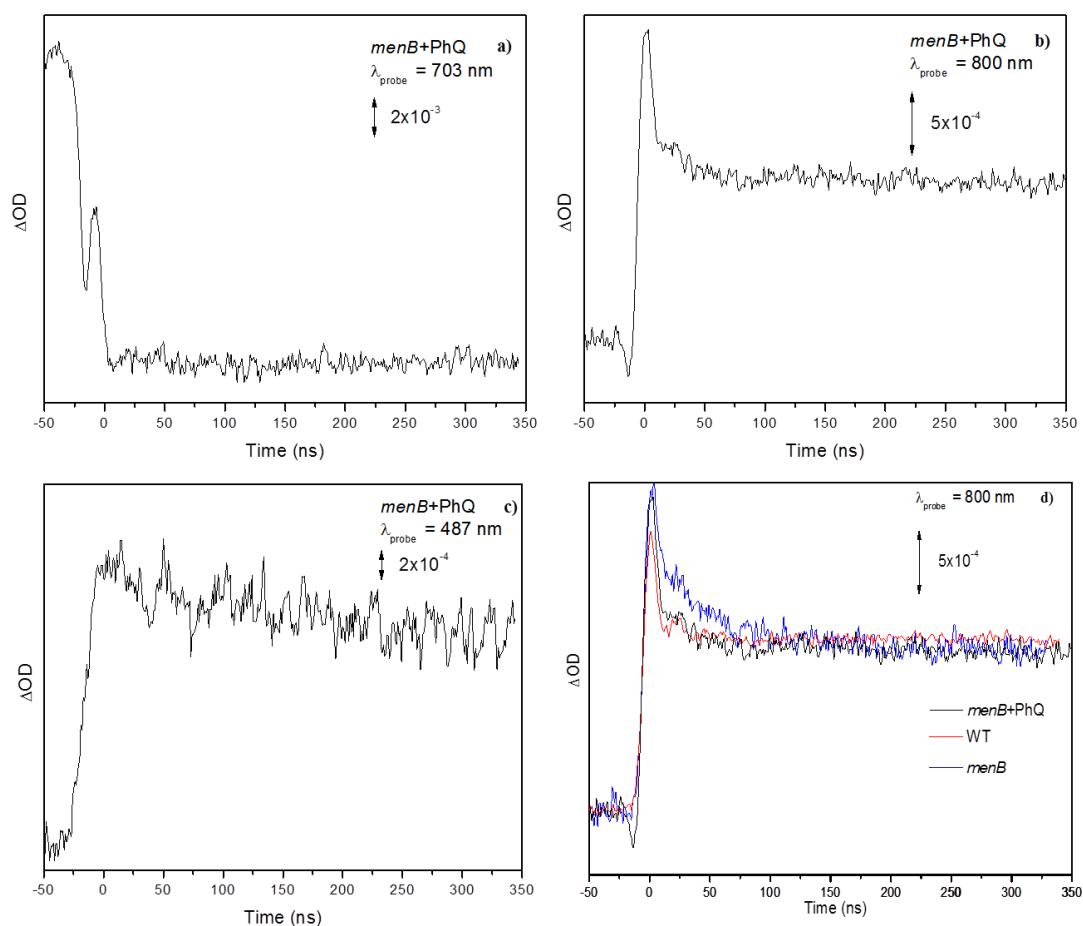 menB+PhQ a)
λprobe = 703 nm
2x10⁻³
ΔOD
-50 0 50 100 150 200 250 300 350
Time (ns)
menB+PhQ b)
λprobe = 800 nm
5x10⁻⁴
ΔOD
-50 0 50 100 150 200 250 300 350
Time (ns)
menB+PhQ c)
λprobe = 487 nm
2x10⁻⁴
ΔOD
-50 0 50 100 150 200 250 300 350
Time (ns)
λprobe = 800 nm d)
5x10⁻⁴
ΔOD
menB+PhQ
WT
menB
-50 0 50 100 150 200 250 300 350
Time (ns)